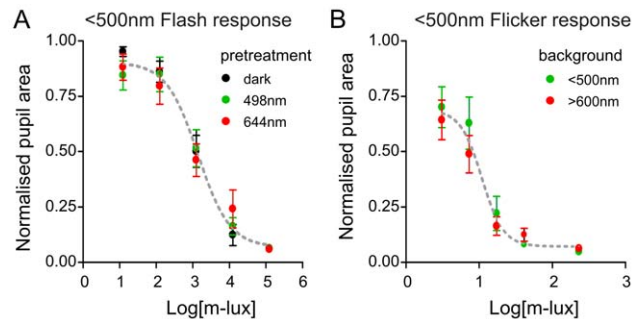 A
<500nm Flash response
Normalised pupil area
1.00
0.75
0.50
0.25
0.00
pretreatment
dark
498nm
644nm
0 1 2 3 4 5 6
Log[m-lux]
B
<500nm Flicker response
Normalised pupil area
1.00
0.75
0.50
0.25
0.00
background
<500nm
>600nm
0 1 2 3
Log[m-lux]